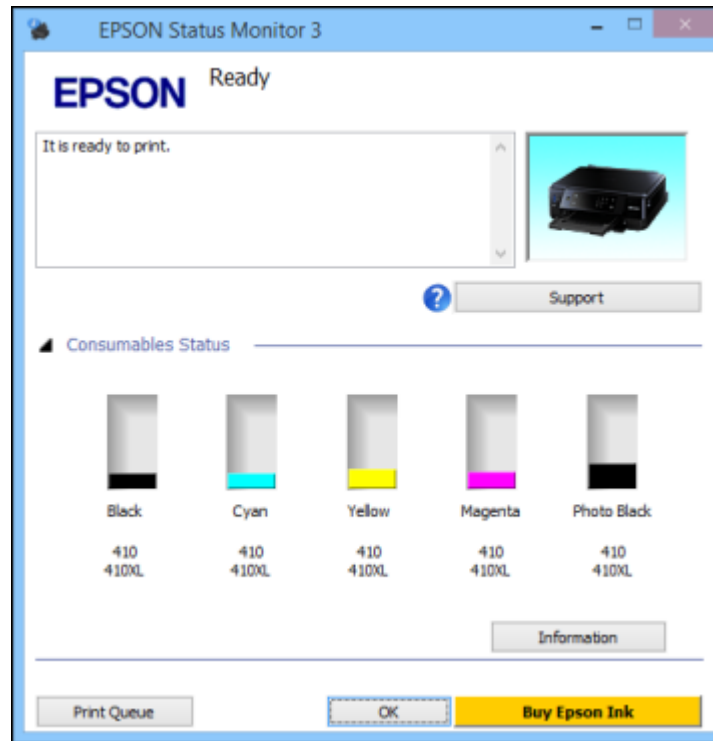 EPSON Status Monitor 3
EPSON
Ready
It is ready to print.
?
Support
Consumables Status
Black Cyan Yellow Magenta Photo Black
410 410 410 410 410
410XL 410XL 410XL 410XL 410XL
Information
Print Queue OK Buy Epson Ink